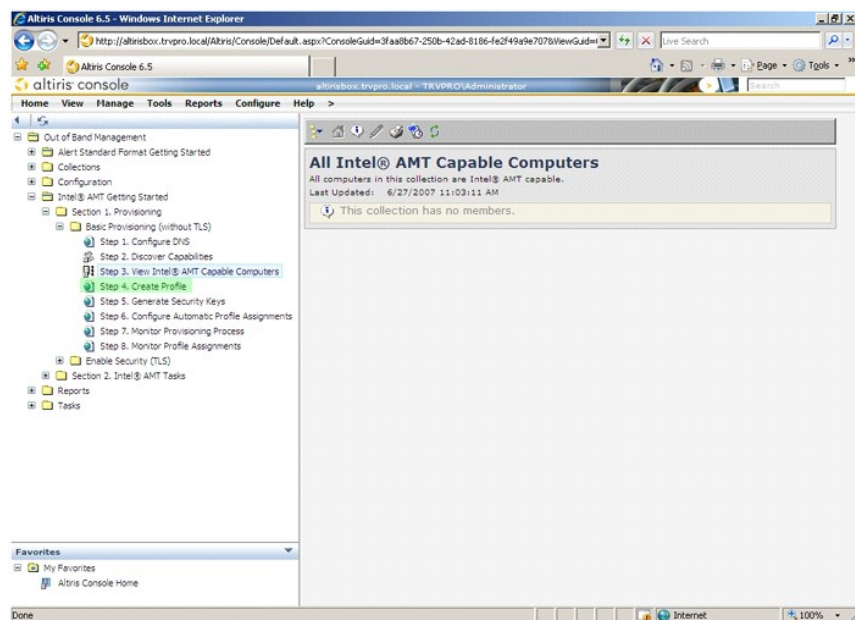 Altiris Console 6.5 - Windows Internet Explorer
http://altirisbox.trvpro.local/Altiris/Console/Default.aspx?ConsoleGuid=3faa8b67-250b-42ad-8186-fe2f49a9e707&ViewGuid=
Live Search
Altiris Console 6.5
Page
Tools
altiris console
altirisbox.trvpro.local - TRVPRO\Administrator
Search
Home View Manage Tools Reports Configure Help >
Out of Band Management
Alert Standard Format Getting Started
Collections
Configuration
Intel® AMT Getting Started
Section 1. Provisioning
Basic Provisioning (without TLS)
Step 1. Configure DNS
Step 2. Discover Capabilities
Step 3. View Intel® AMT Capable Computers
Step 4. Create Profile
Step 5. Generate Security Keys
Step 6. Configure Automatic Profile Assignments
Step 7. Monitor Provisioning Process
Step 8. Monitor Profile Assignments
Enable Security (TLS)
Section 2. Intel® AMT Tasks
Reports
Tasks
All Intel® AMT Capable Computers
All computers in this collection are Intel® AMT capable.
Last Updated: 6/27/2007 11:03:11 AM
This collection has no members.
Favorites
My Favorites
Altiris Console Home
Done
Internet
100%